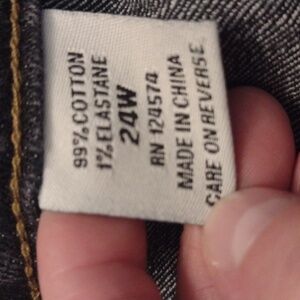 99% COTTON
1% ELASTANE
24W
RN 124574
MADE IN CHINA
CARE ON REVERSE